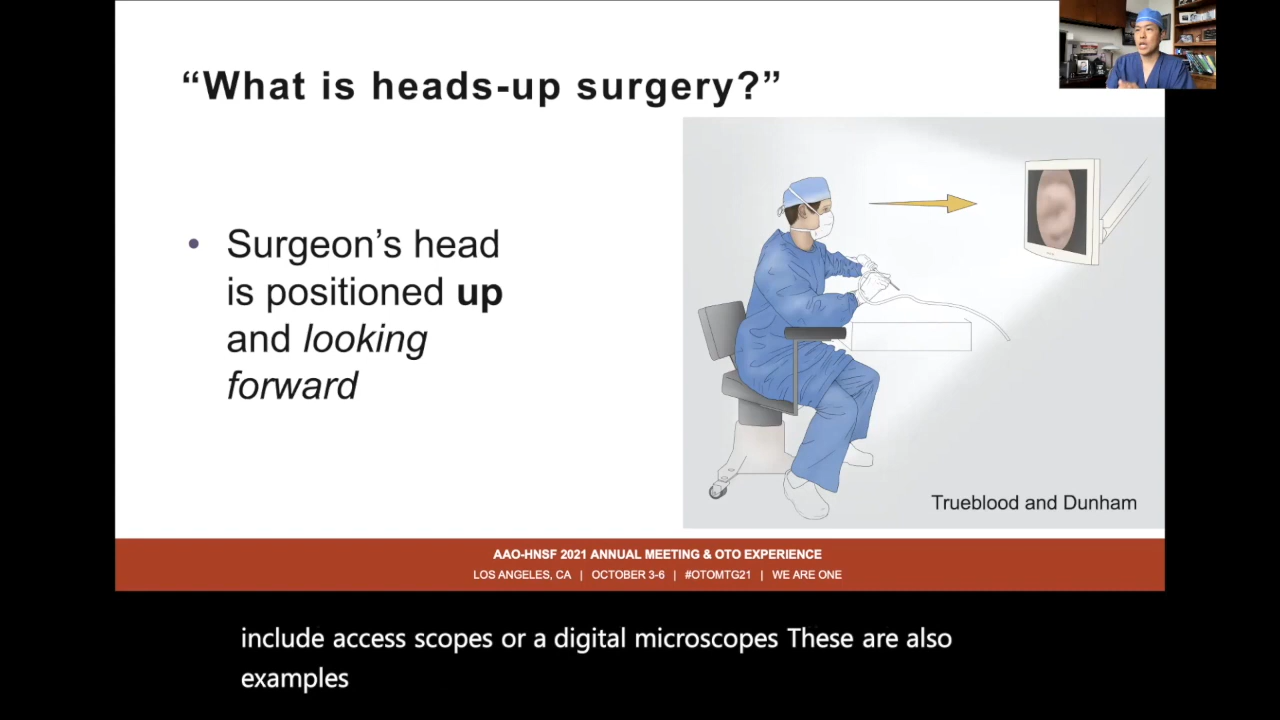 “What is heads-up surgery?”
• Surgeon’s head
is positioned up
and looking
forward
Trueblood and Dunham
AAO-HNSF 2021 ANNUAL MEETING & OTO EXPERIENCE
LOS ANGELES, CA | OCTOBER 3-6 | #OTOMTG21 | WE ARE ONE
include access scopes or a digital microscopes These are also
examples